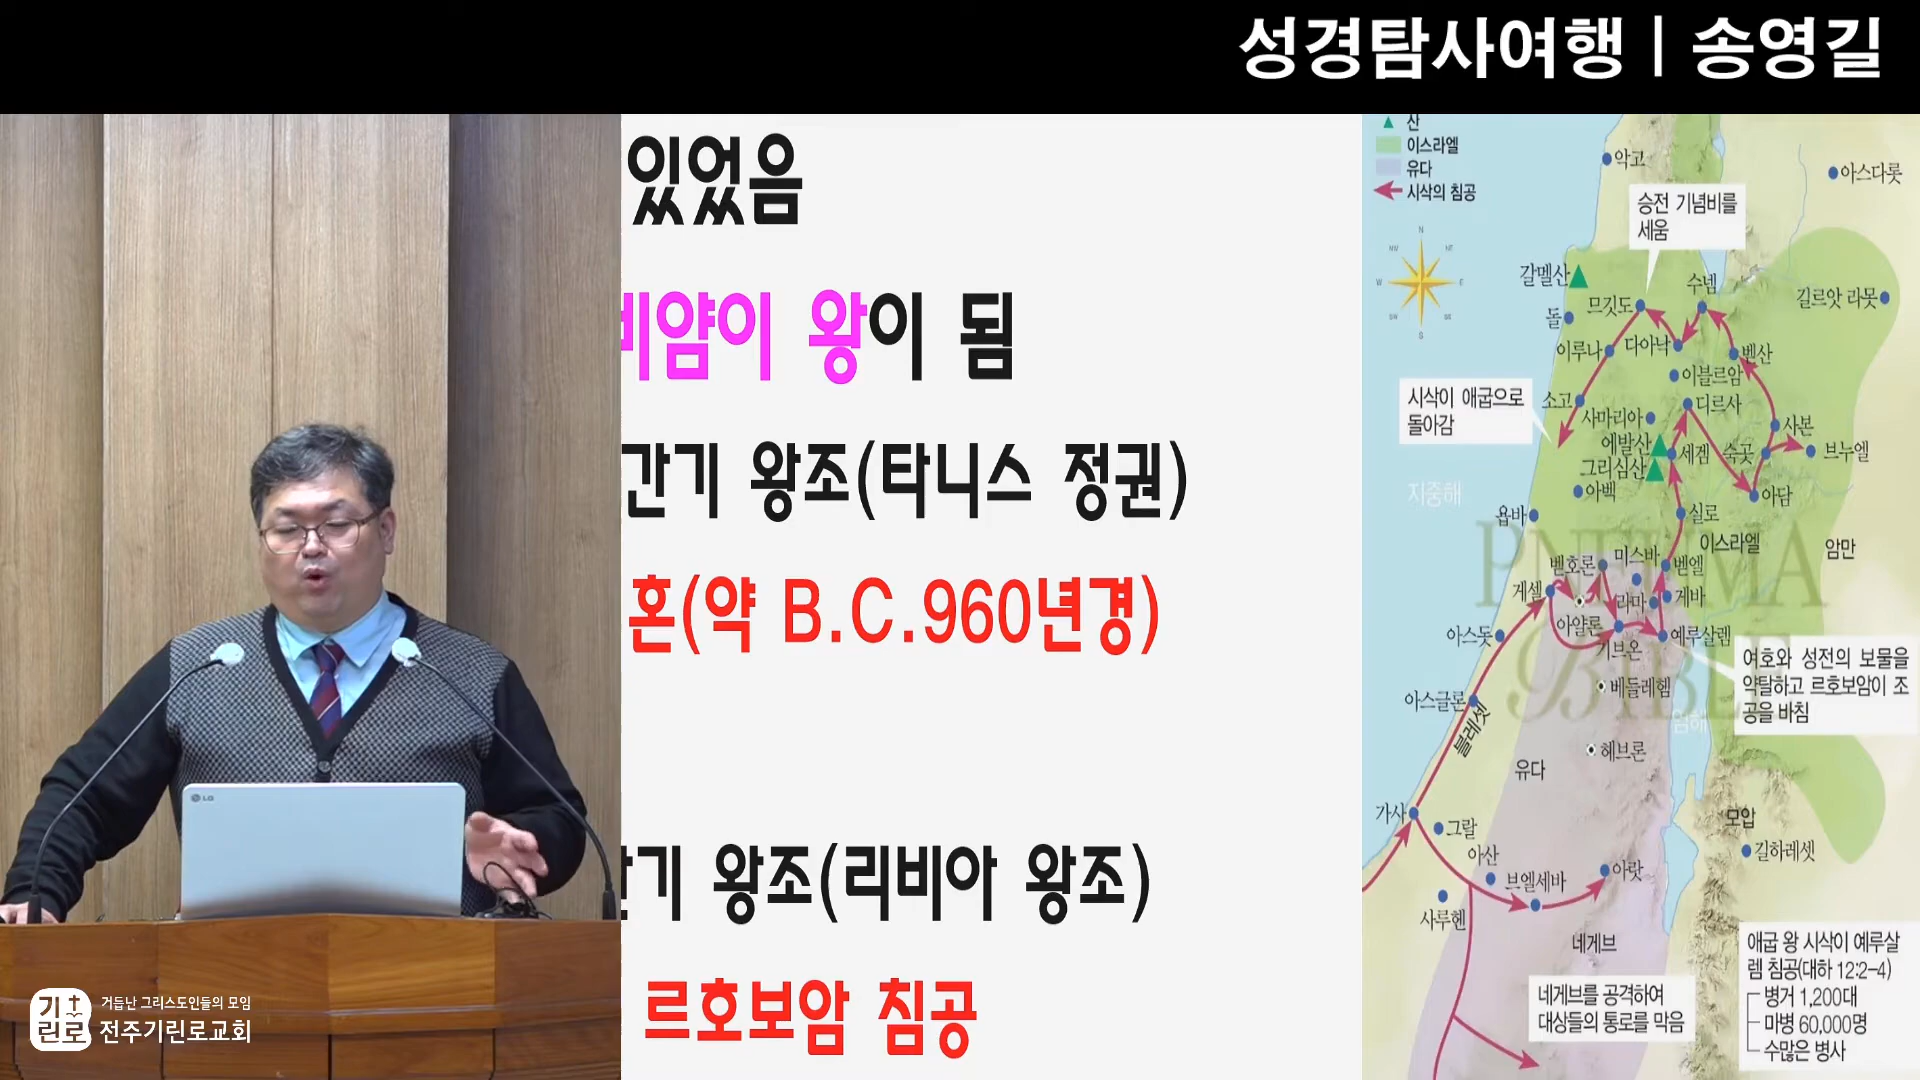 성경탐사여행 | 송영길
있었음
비얌이 왕이 됨
간기 왕조(타니스 정권)
혼(약 B.C.960년경)
간기 왕조(리비아 왕조)
르호보암 침공
산
이스라엘
유다
시삭의 침공
N
NW
NE
W
E
SW
SE
S
악고
아스다롯
승전 기념비를
세움
갈멜산
수넴
길르앗 라못
므깃도
돌
이루나
다아낙
벧산
이블르암
시삭이 애굽으로
돌아감
소고
사마리아
디르사
사본
에발산
세겜
숙곳
브누엘
그리심산
아벡
아담
지중해
욥바
실로
이스라엘
암만
PNEUMA
BIBLE
벧호론
미스바
벧엘
게셀
라마
게바
아얄론
아스돗
예루살렘
기브온
여호와 성전의 보물을
약탈하고 르호보암이 조
공을 바침
베들레헴
아스글론
블레셋
염해
헤브론
유다
가사
그랄
모압
길하레셋
아산
브엘세바
아랏
사루헨
네게브
네게브를 공격하여
대상들의 통로를 막음
애굽 왕 시삭이 예루살
렘 침공(대하 12:2-4)
병거 1,200대
마병 60,000명
수많은 병사
LG
기
린로
거듭난 그리스도인들의 모임
전주기린로교회